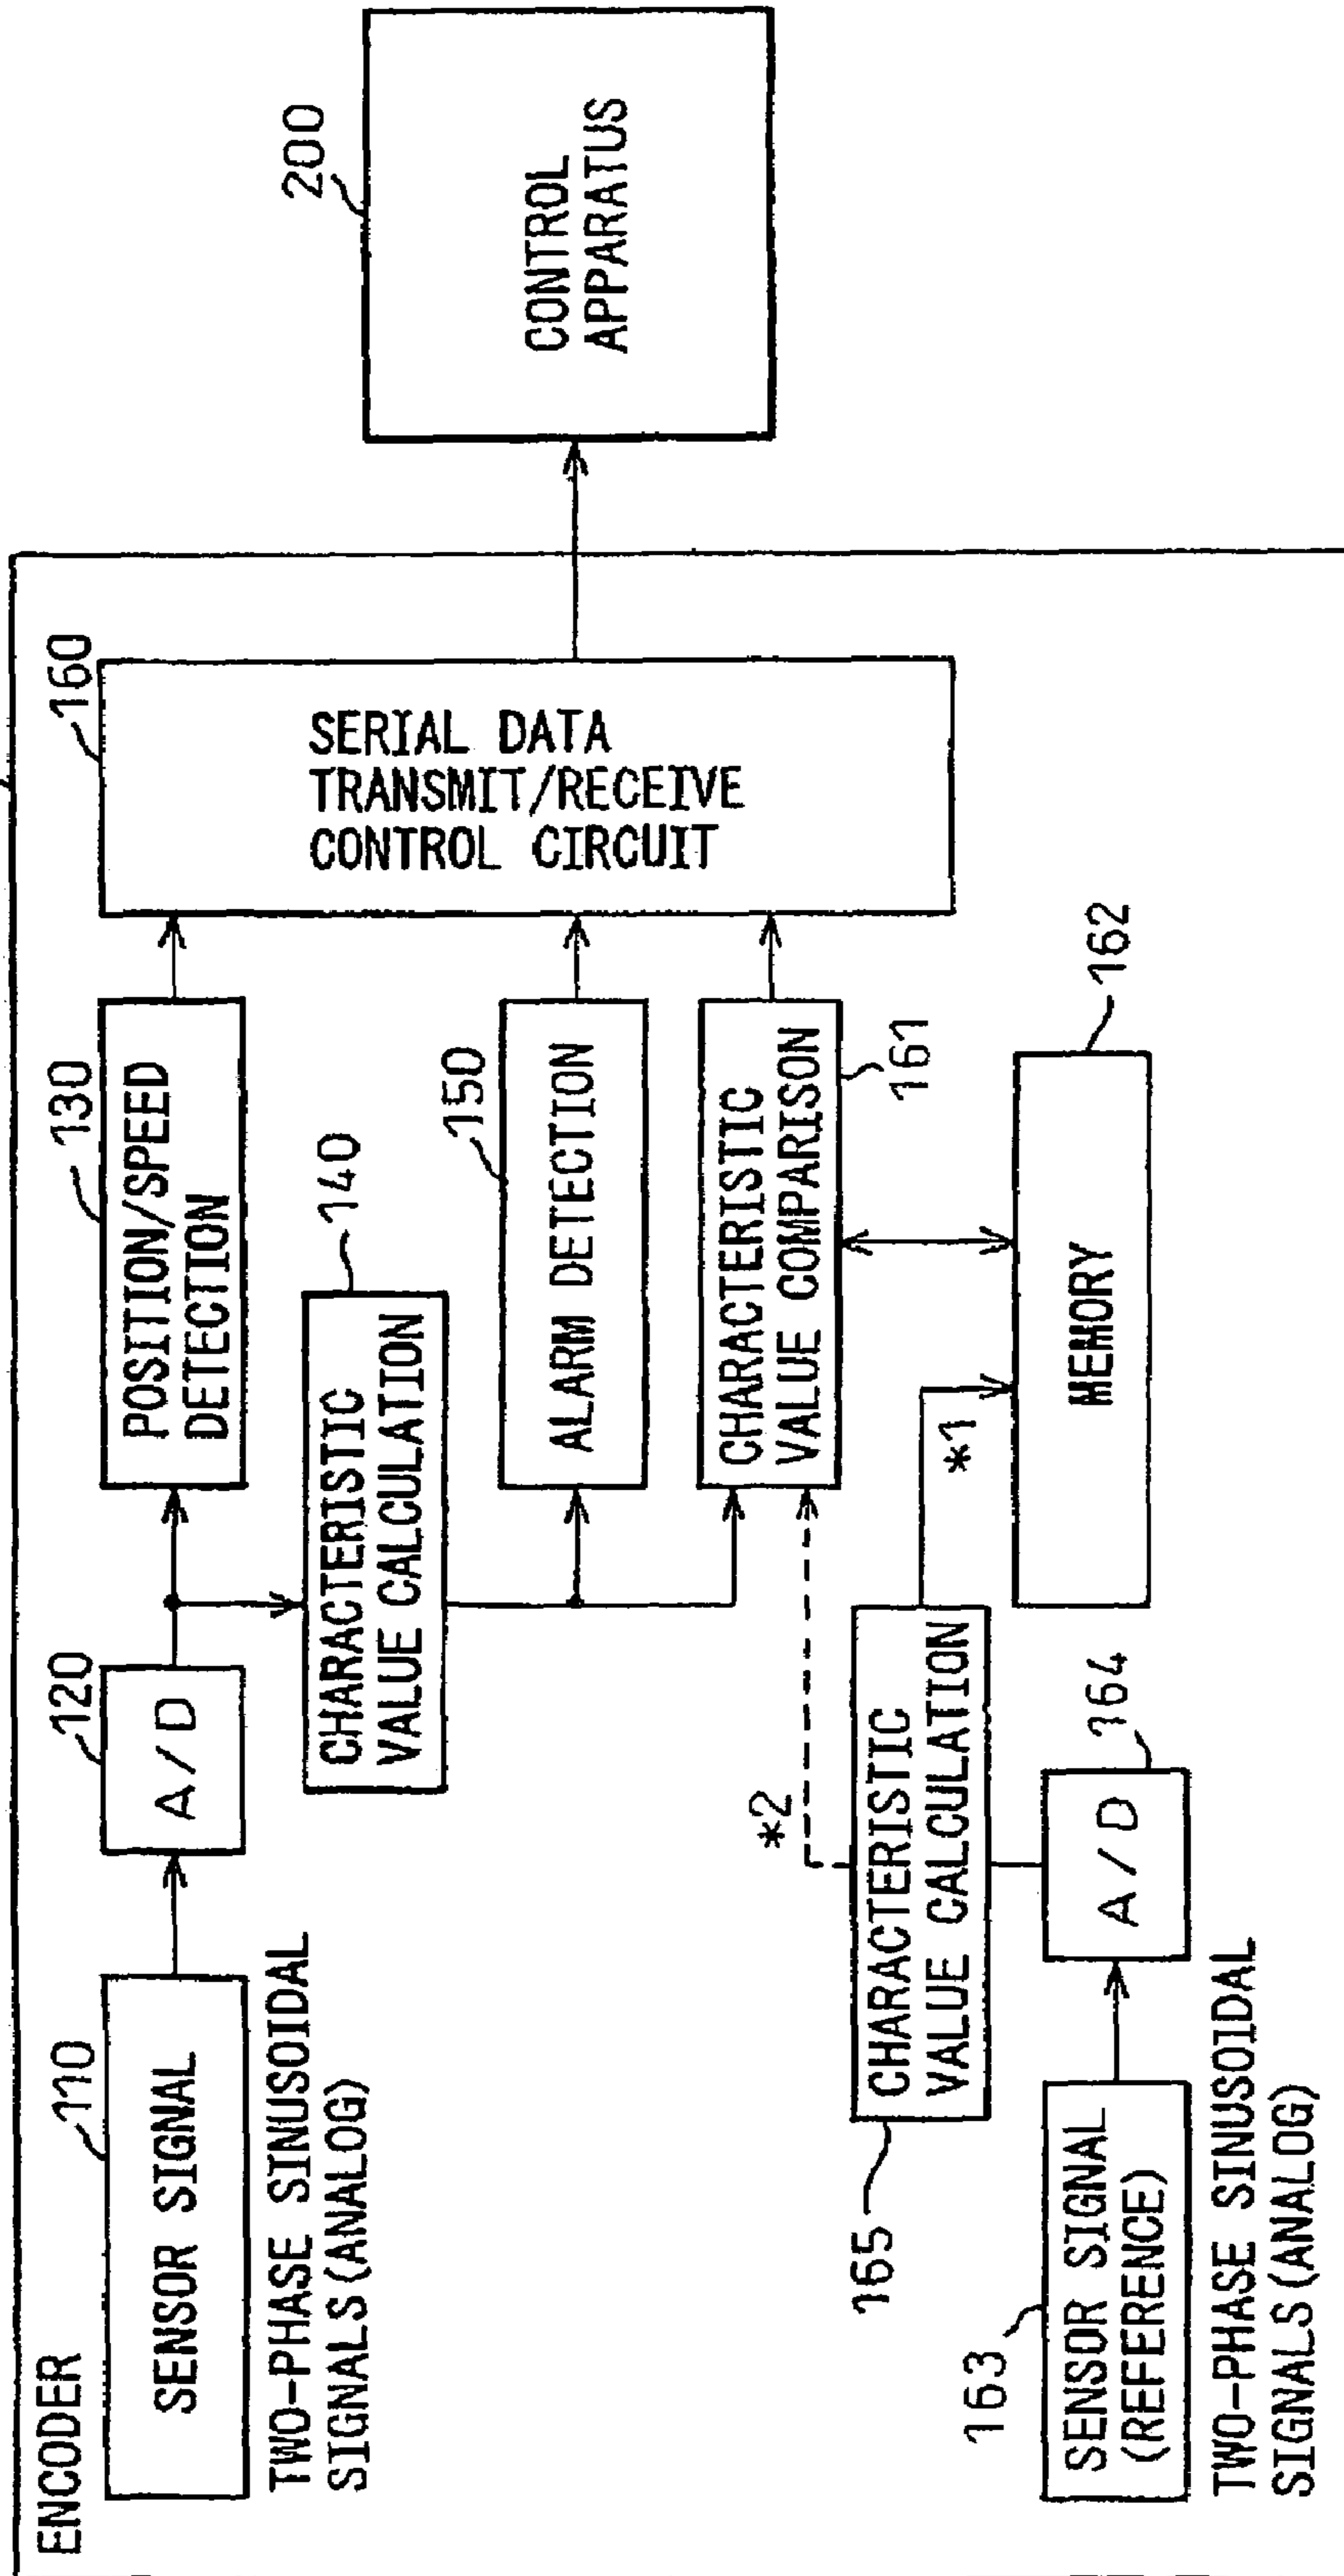 ENCODER
110
SENSOR SIGNAL
TWO-PHASE SINUSOIDAL
SIGNALS(ANALOG)
120
A/D
130
POSITION/SPEED
DETECTION
140
CHARACTERISTIC
VALUE CALCULATION
150
ALARM DETECTION
CHARACTERISTIC
VALUE COMPARISON
161
160
SERIAL DATA
TRANSMIT/RECEIVE
CONTROL CIRCUIT
200
CONTROL
APPARATUS
*2
*1
165
CHARACTERISTIC
VALUE CALCULATION
MEMORY
162
163
SENSOR SIGNAL
(REFERENCE)
TWO-PHASE SINUSOIDAL
SIGNALS(ANALOG)
A/D
164